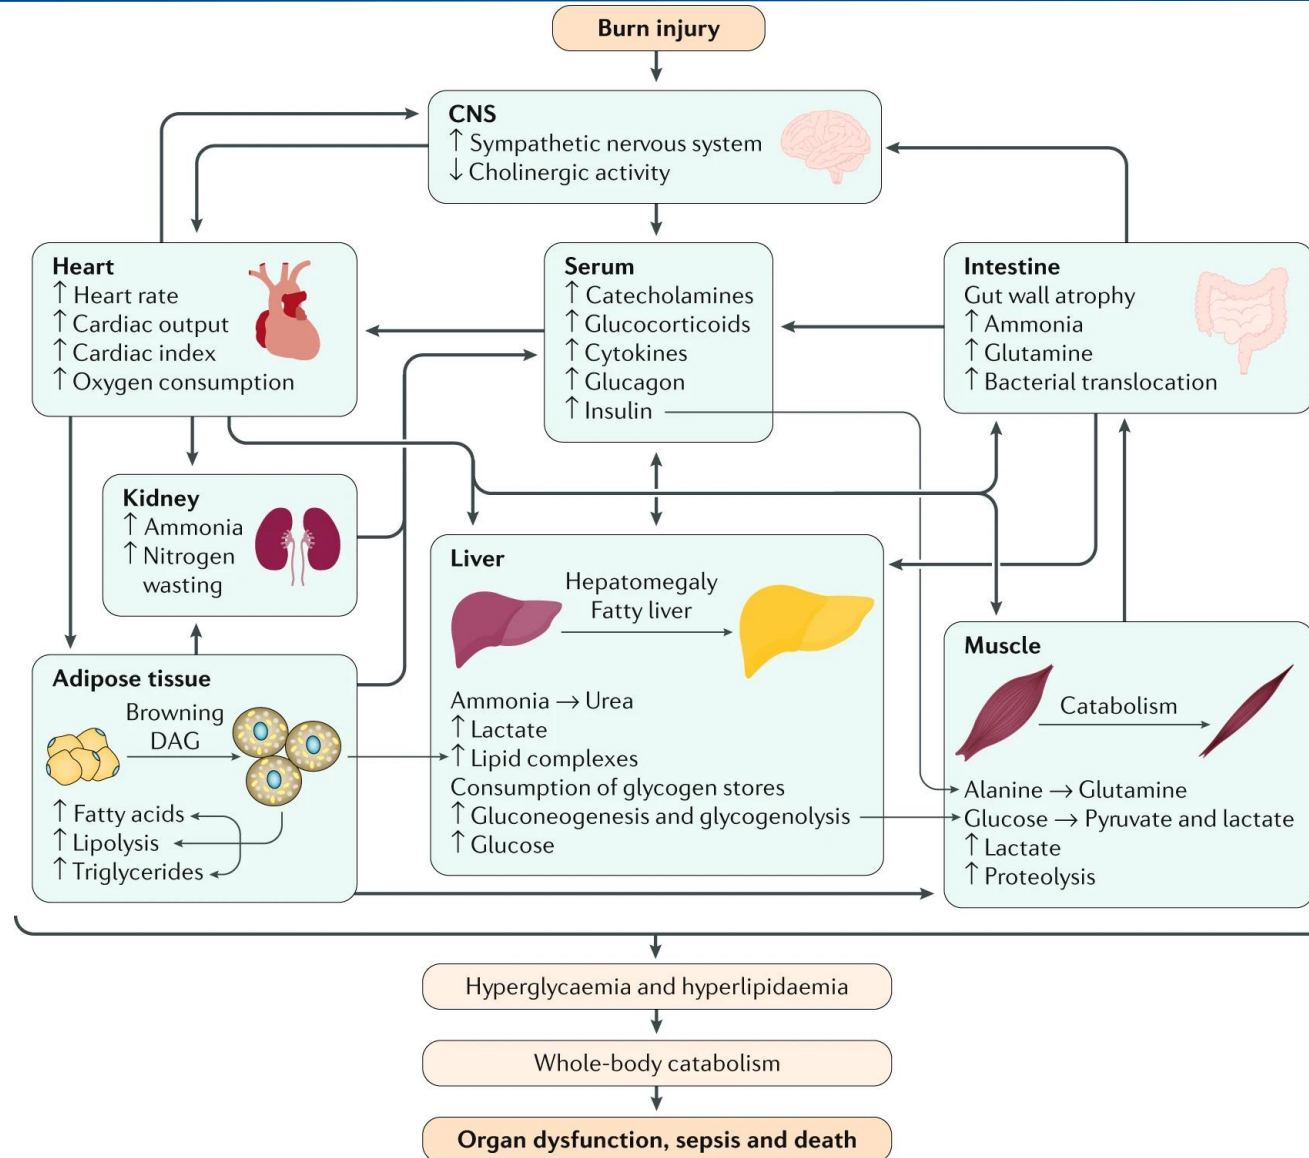 Burn injury
CNS
↑ Sympathetic nervous system
↓ Cholinergic activity
Heart
↑ Heart rate
↑ Cardiac output
↑ Cardiac index
↑ Oxygen consumption
Serum
↑ Catecholamines
↑ Glucocorticoids
↑ Cytokines
↑ Glucagon
↑ Insulin
Intestine
Gut wall atrophy
↑ Ammonia
↑ Glutamine
↑ Bacterial translocation
Kidney
↑ Ammonia
↑ Nitrogen
wasting
Liver
Hepatomegaly
Fatty liver
Ammonia → Urea
↑ Lactate
↑ Lipid complexes
Consumption of glycogen stores
↑ Gluconeogenesis and glycogenolysis
↑ Glucose
Adipose tissue
Browning
DAG
↑ Fatty acids
↑ Lipolysis
↑ Triglycerides
Muscle
Catabolism
Alanine → Glutamine
Glucose → Pyruvate and lactate
↑ Lactate
↑ Proteolysis
Hyperglycaemia and hyperlipidaemia
Whole-body catabolism
Organ dysfunction, sepsis and death